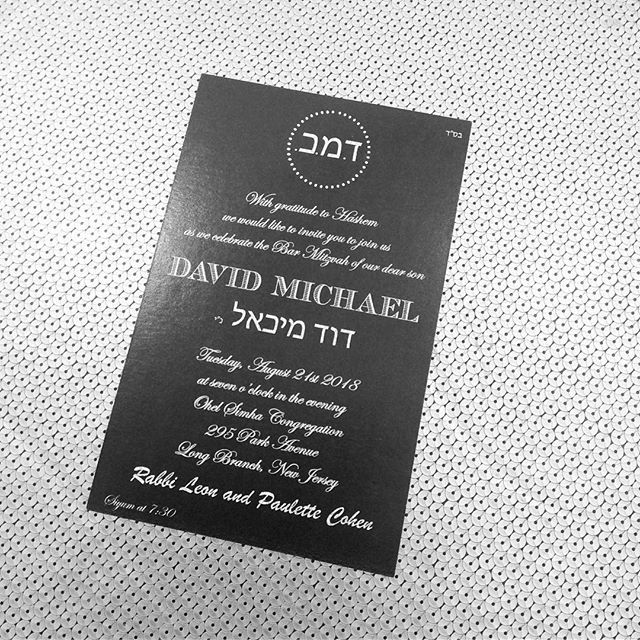 בס"ד
ד.מ.כ.
With gratitude to Hashem
we would like to invite you to join us
as we celebrate the Bar Mitzvah of our dear son
DAVID MICHAEL
דוד מיכאל נ"י
Tuesday, August 21st 2018
at seven o'clock in the evening
Ohel Simha Congregation
295 Park Avenue
Long Branch, New Jersey
Rabbi Leon and Paulette Cohen
Siyum at 7:30